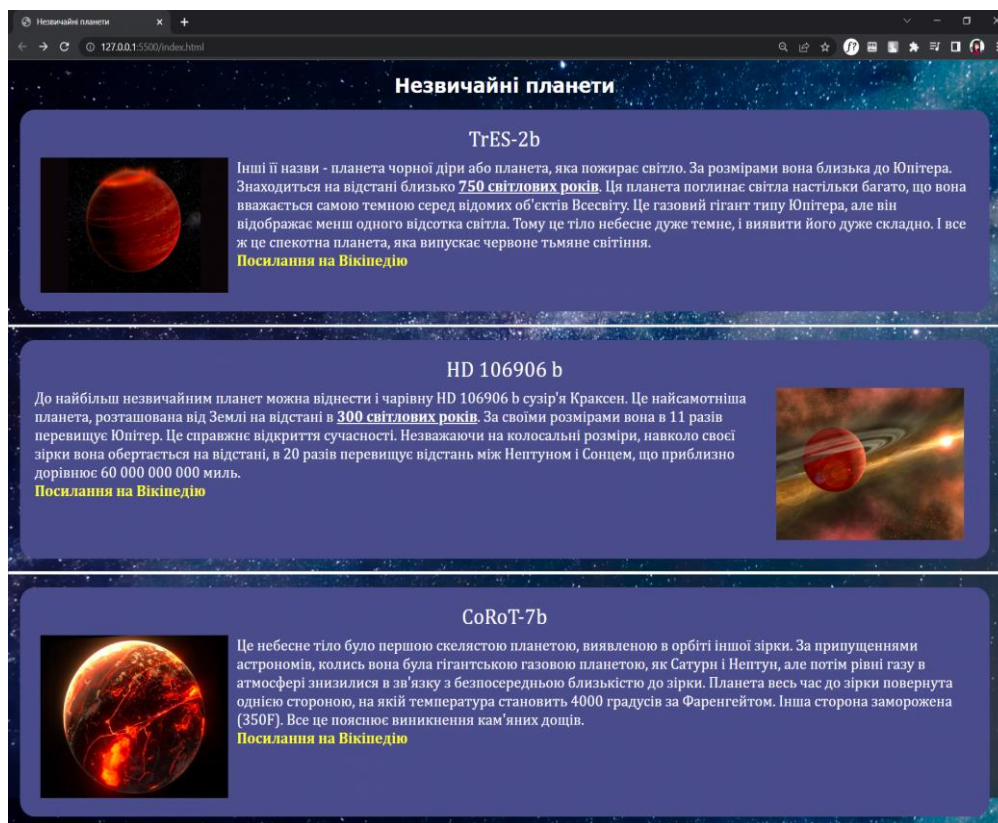 Незвичайні планети
127.0.0.1:5500/index.html
Незвичайні планети
TrES-2b
Інші її назви - планета чорної діри або планета, яка пожирає світло. За розмірами вона близька до Юпітера.
Знаходиться на відстані близько 750 світлових років. Ця планета поглинає світла настільки багато, що вона
вважається самою темною серед відомих об'єктів Всесвіту. Це газовий гігант типу Юпітера, але він
відображає менш одного відсотка світла. Тому це тіло небесне дуже темне, і виявити його дуже складно. І все
ж це спекотна планета, яка випускає червоне тьмяне світіння.
Посилання на Вікіпедію
HD 106906 b
До найбільш незвичайним планет можна віднести і чарівну HD 106906 b сузір'я Краксен. Це найсамотніша
планета, розташована від Землі на відстані в 300 світлових років. За своїми розмірами вона в 11 разів
перевищує Юпітер. Це справжнє відкриття сучасності. Незважаючи на колосальні розміри, навколо своєї
зірки вона обертається на відстані, в 20 разів перевищує відстань між Нептуном і Сонцем, що приблизно
дорівнює 60 000 000 000 миль.
Посилання на Вікіпедію
CoRoT-7b
Це небесне тіло було першою скелястою планетою, виявленою в орбіті іншої зірки. За припущеннями
астрономів, колись вона була гігантською газовою планетою, як Сатурн і Нептун, але потім рівні газу в
атмосфері знизилися в зв'язку з безпосередньою близькістю до зірки. Планета весь час до зірки повернута
однією стороною, на якій температура становить 4000 градусів за Фаренгейтом. Інша сторона заморожена
(350F). Все це пояснює виникнення кам'яних дощів.
Посилання на Вікіпедію